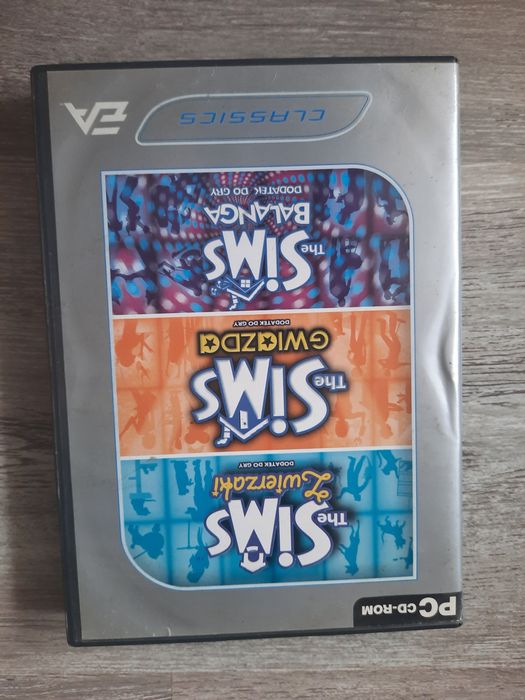 PC CD-ROM
The Sims
Zwierzaki
DODATEK DO GRY
The Sims
GWIAZDA
DODATEK DO GRY
The Sims
BALANGA
DODATEK DO GRY
CLASSICS
EA